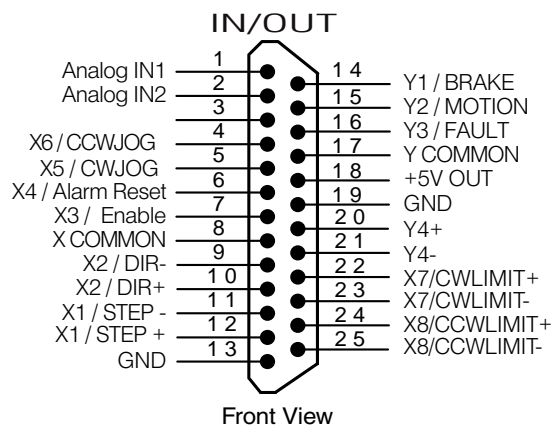 IN/OUT
1
Analog IN1
2
Analog IN2
3
4
X6/CCWJOG
5
X5/CWJOG
6
X4/Alarm Reset
7
X3/ Enable
8
X COMMON
9
X2/DIR-
10
X2/DIR+
11
X1/STEP -
12
X1/STEP +
13
GND
14
Y1/BRAKE
15
Y2/MOTION
16
Y3/FAULT
17
Y COMMON
18
+5V OUT
19
GND
20
Y4+
21
Y4-
22
X7/CWLIMIT+
23
X7/CWLIMIT-
24
X8/CCWLIMIT+
25
X8/CCWLIMIT-
Front View